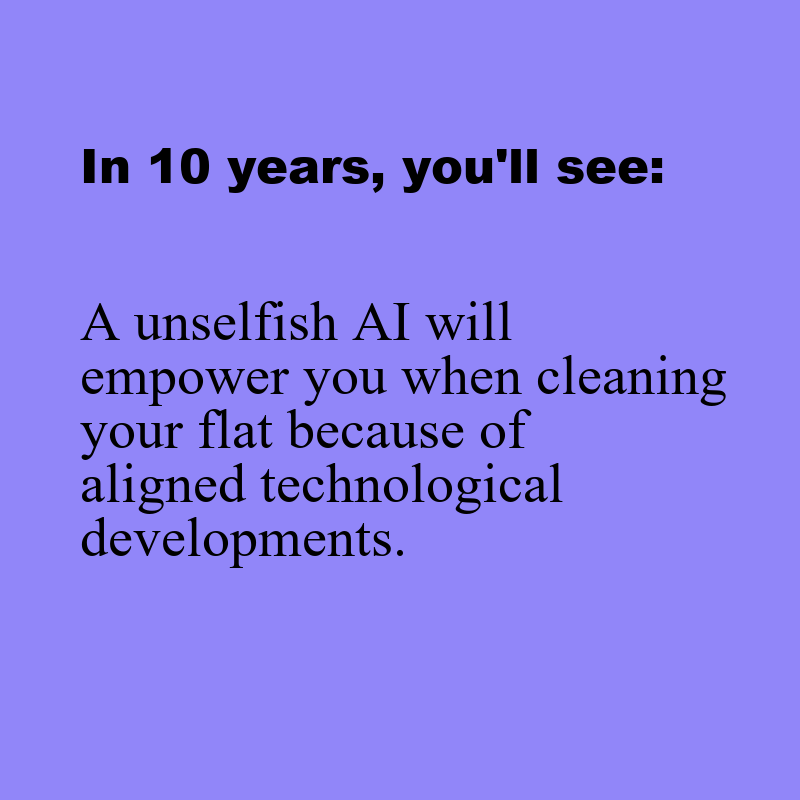 In 10 years, you'll see:
A unselfish AI will
empower you when cleaning
your flat because of
aligned technological
developments.